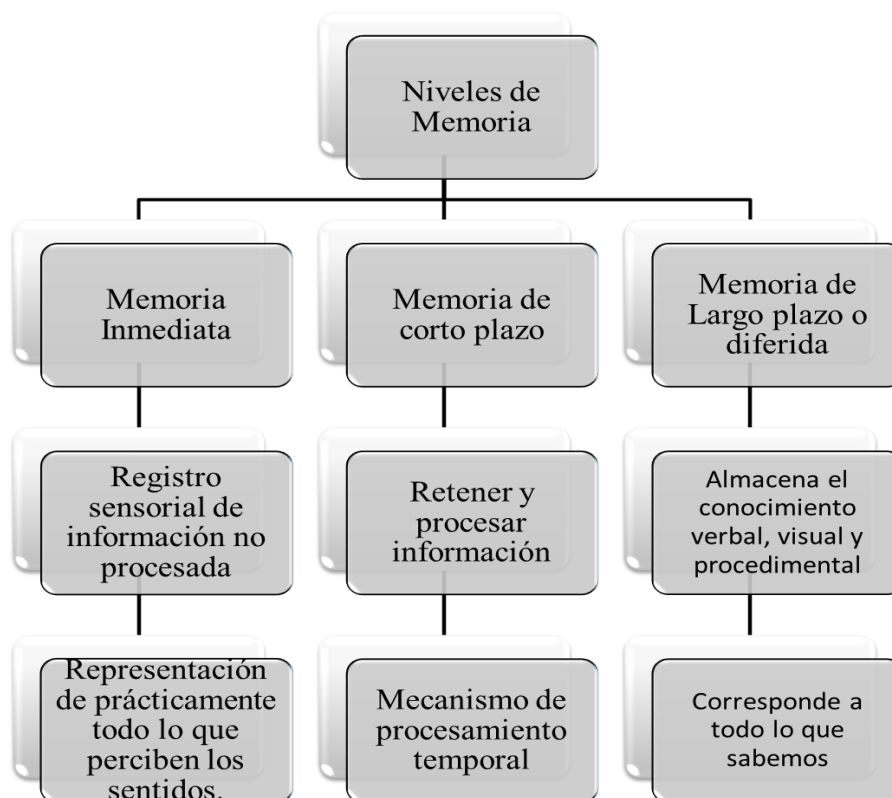 Niveles de
Memoria
Memoria
Inmediata
Memoria de
corto plazo
Memoria de
Largo plazo o
diferida
Registro
sensorial de
información no
procesada
Retener y
procesar
información
Almacena el
conocimiento
verbal, visual y
procedimental
Representación
de prácticamente
todo lo que
perciben los
sentidos.
Mecanismo de
procesamiento
temporal
Corresponde a
todo lo que
sabemos